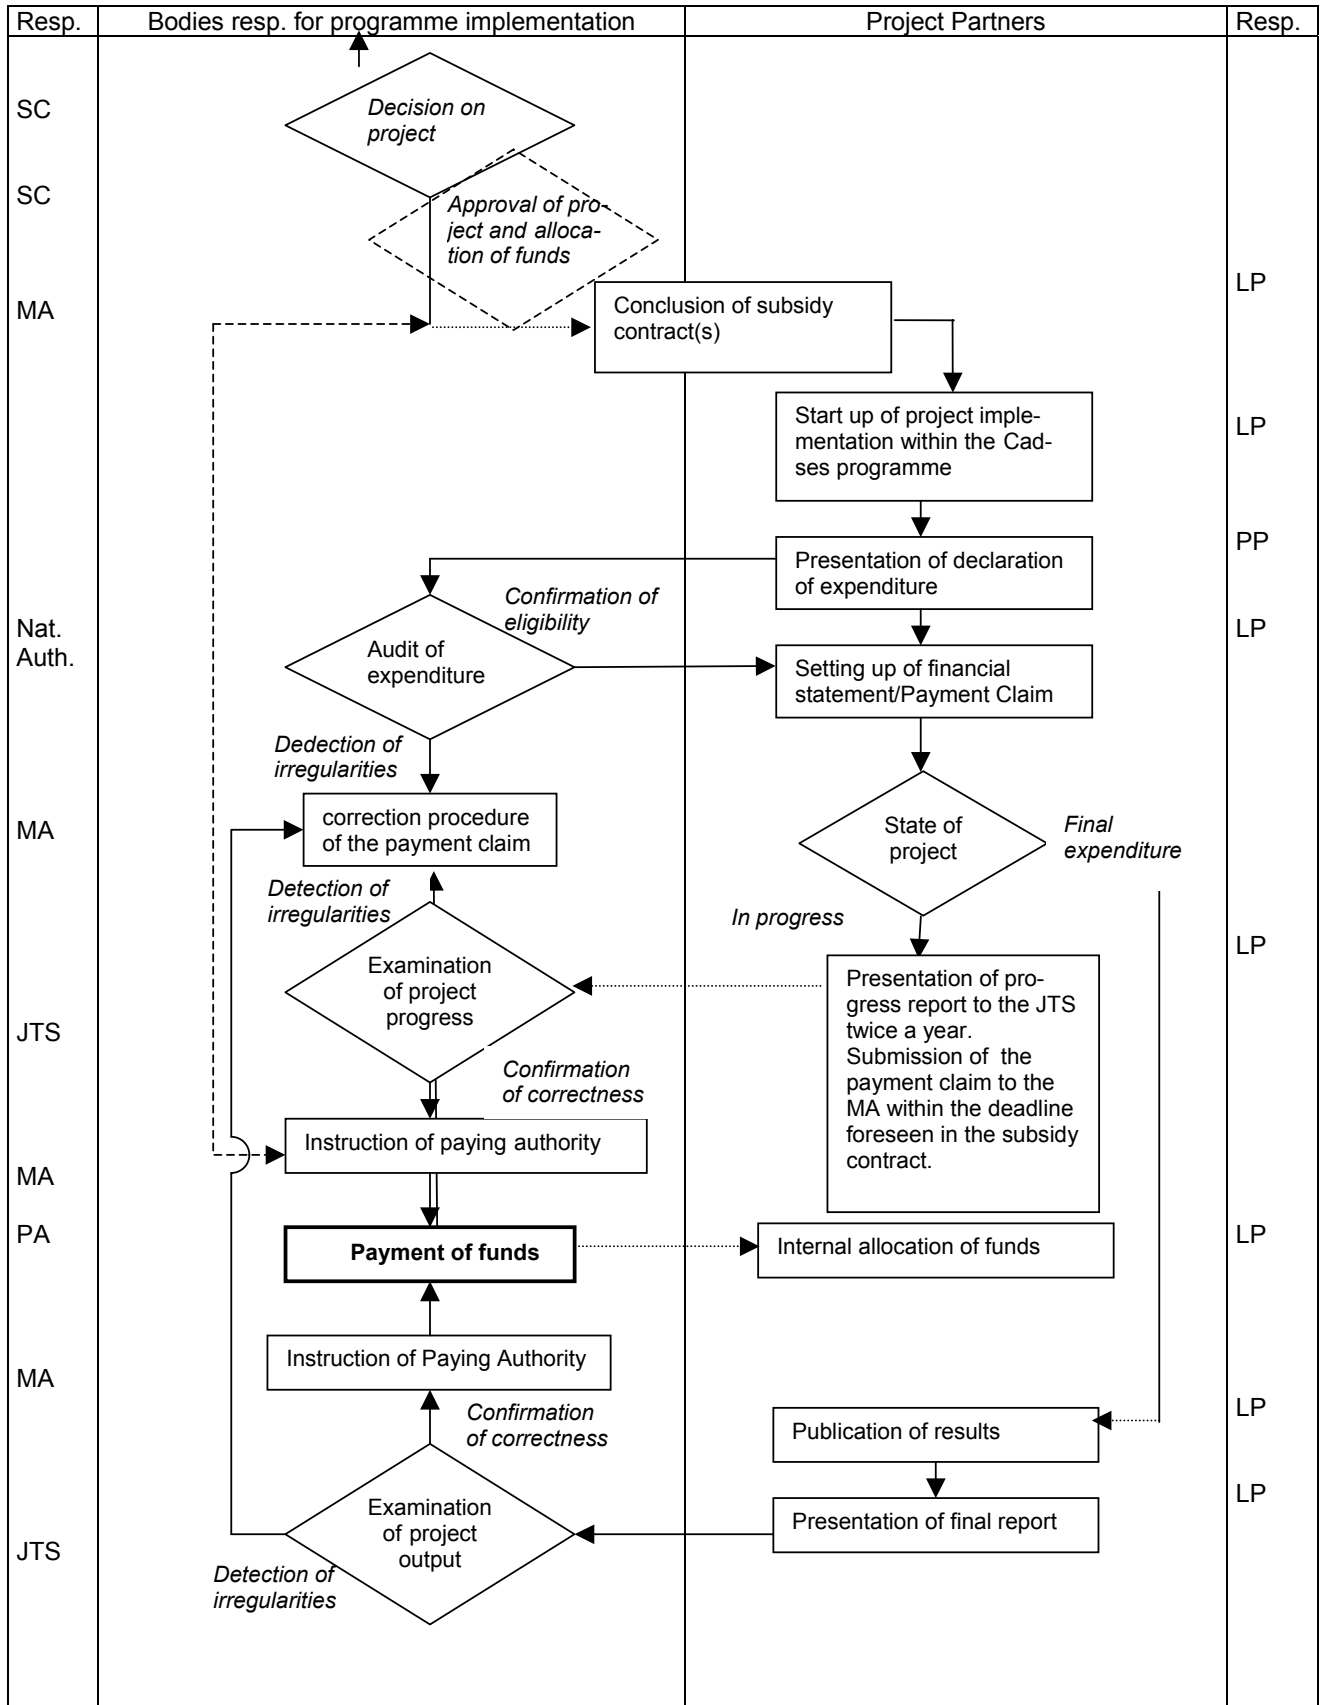 Resp.
Bodies resp. for programme implementation
Project Partners
Resp.
SC
Decision on
project
SC
Approval of pro-
ject and alloca-
tion of funds
MA
Conclusion of subsidy
contract(s)
LP
Start up of project imple-
mentation within the Cad-
ses programme
LP
Presentation of declaration
of expenditure
PP
Nat.
Auth.
Audit of
expenditure
Confirmation of
eligibility
Setting up of financial
statement/Payment Claim
LP
Dedection of
irregularities
MA
correction procedure
of the payment claim
State of
project
Final
expenditure
Detection of
irregularities
In progress
JTS
Examination
of project
progress
Presentation of pro-
gress report to the JTS
twice a year.
Submission of  the
payment claim to the
MA within the deadline
foreseen in the subsidy
contract.
LP
Confirmation
of correctness
MA
Instruction of paying authority
PA
Payment of funds
Internal allocation of funds
LP
MA
Instruction of Paying Authority
Confirmation
of correctness
Publication of results
LP
JTS
Examination
of project
output
Presentation of final report
LP
Detection of
irregularities